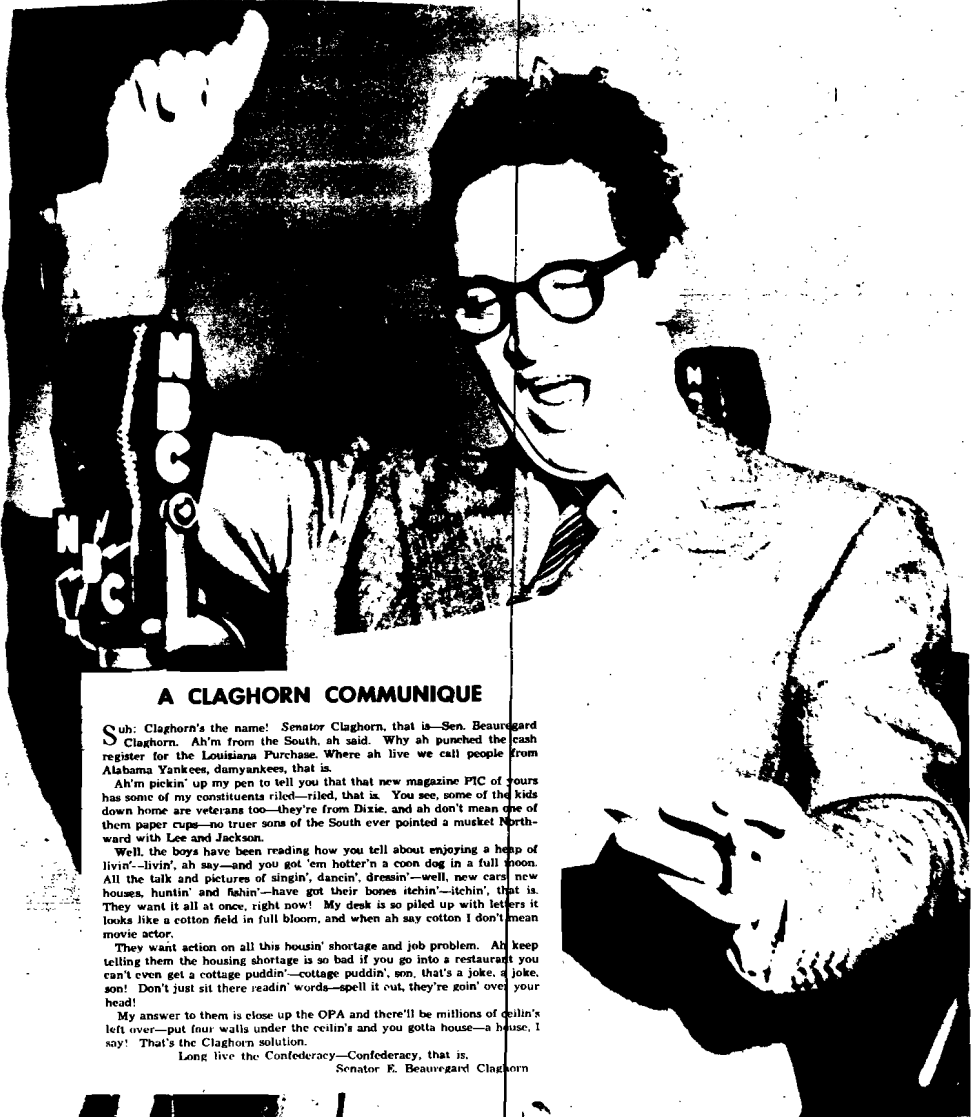 NBC
N
NBC
A CLAGHORN COMMUNIQUE
Suh: Claghorn's the name! Senator Claghorn, that is—Sen. Beauregard
Claghorn. Ah'm from the South, ah said. Why ah punched the cash
register for the Louisiana Purchase. Where ah live we call people from
Alabama Yankees, damyankees, that is.
Ah'm pickin' up my pen to tell you that that new magazine PIC of yours
has some of my constituents riled—riled, that is. You see, some of the kids
down home are veterans too—they're from Dixie, and ah don't mean one of
them paper cups—no truer sons of the South ever pointed a musket North-
ward with Lee and Jackson.
Well, the boys have been reading how you tell about enjoying a heap of
livin'--livin', ah say—and you got 'em hotter'n a coon dog in a full moon.
All the talk and pictures of singin', dancin', dressin'—well, new cars new
houses, huntin' and fishin'—have got their bones itchin'—itchin', that is.
They want it all at once, right now! My desk is so piled up with letters it
looks like a cotton field in full bloom, and when ah say cotton I don't mean
movie actor.
They want action on all this housin' shortage and job problem. Ah keep
telling them the housing shortage is so bad if you go into a restaurant you
can't even get a cottage puddin'—cottage puddin', son, that's a joke, a joke,
son! Don't just sit there readin' words—spell it out, they're goin' over your
head!
My answer to them is close up the OPA and there'll be millions of ceilin's
left over—put four walls under the ceilin's and you gotta house—a house, I
say! That's the Claghorn solution.
Long live the Confederacy—Confederacy, that is.
Senator E. Beauregard Claghorn